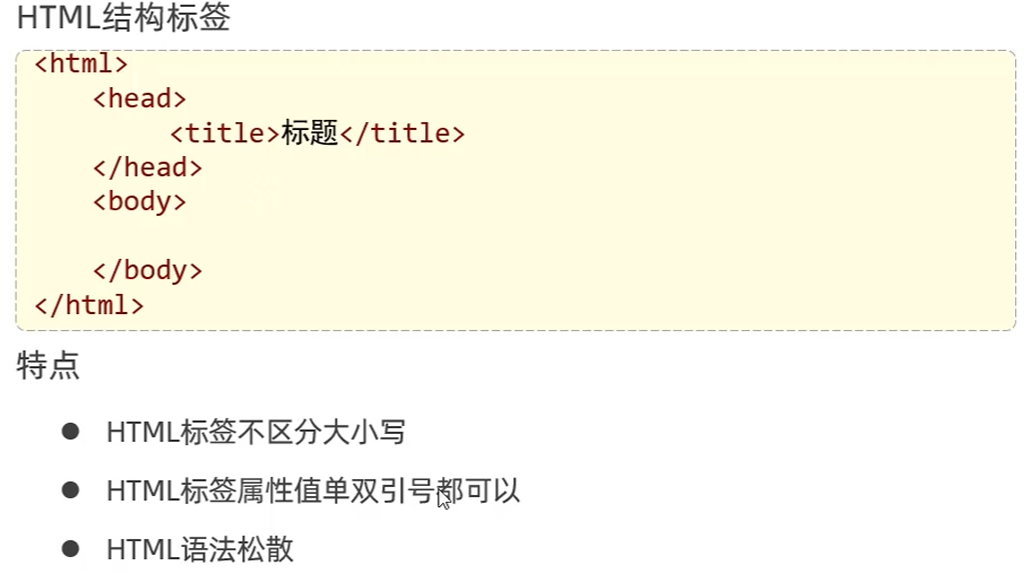 HTML结构标签
<html>
<head>
<title>标题</title>
</head>
<body>
</body>
</html>
特点
● HTML标签不区分大小写
● HTML标签属性值单双引号都可以
● HTML语法松散